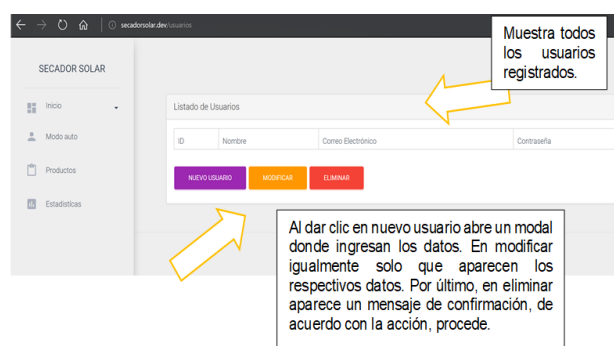 secadorsolar.dev/usuarios
Muestra todos
los usuarios
registrados.
SECADOR SOLAR
Inicio
Modo auto
Productos
Estadísticas
Listado de Usuarios
ID Nombre Correo Electrónico Contraseña
NUEVO USUARIO MODIFICAR ELIMINAR
Al dar clic en nuevo usuario abre un modal
donde ingresan los datos. En modificar
igualmente solo que aparecen los
respectivos datos. Por último, en eliminar
aparece un mensaje de confirmación, de
acuerdo con la acción, procede.